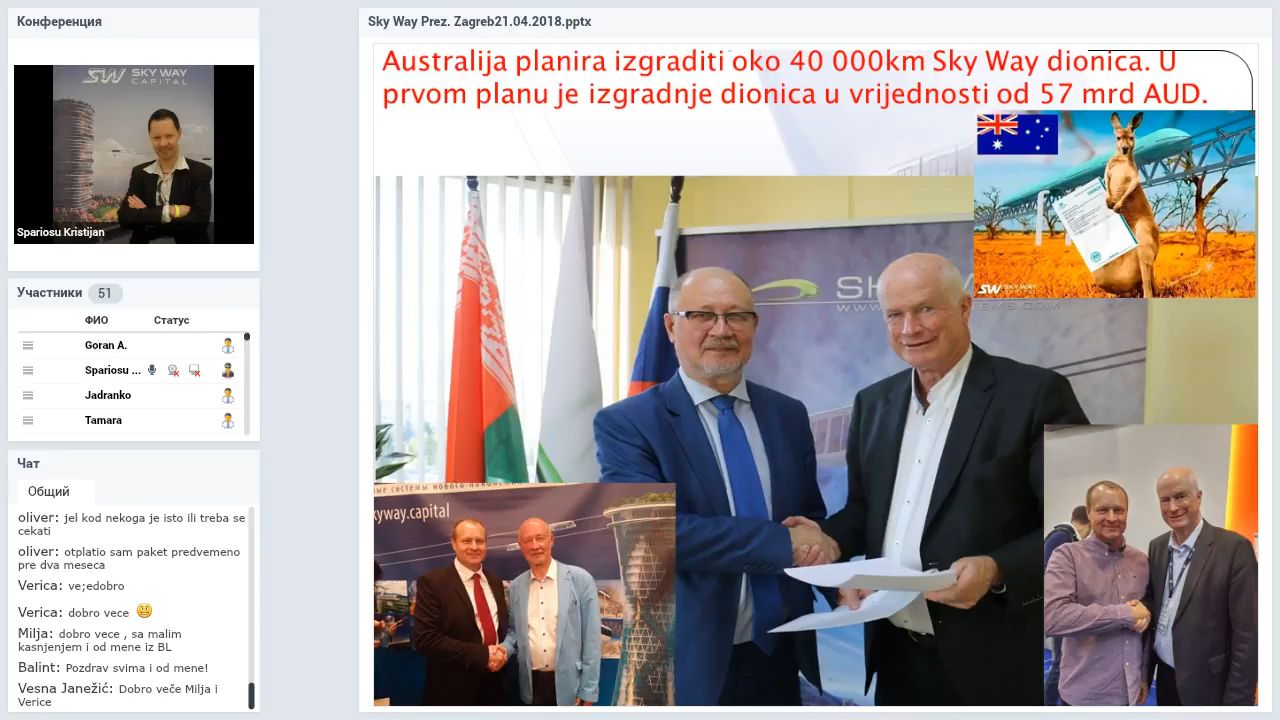 Конференция
SKY WAY
CAPITAL
Spariosu Kristijan
Участники 51
ФИО Статус
Goran A.
Spariosu ...
Jadranko
Tamara
Чат
Общий
oliver: jel kod nekoga je isto ili treba se
cekati
oliver: otplatio sam paket predvemeno
pre dva meseca
Verica: ve;edobro
Verica: dobro vece
Milja: dobro vece , sa malim
kasnjenjem i od mene iz BL
Balint: Pozdrav svima i od mene!
Vesna Janežić: Dobro veče Milja i
Verice
Sky Way Prez. Zagreb21.04.2018.pptx
Australija planira izgraditi oko 40 000km Sky Way dionica. U
prvom planu je izgradnje dionica u vrijednosti od 57 mrd AUD.
SKY WAY
CAPITAL
skyway.capital